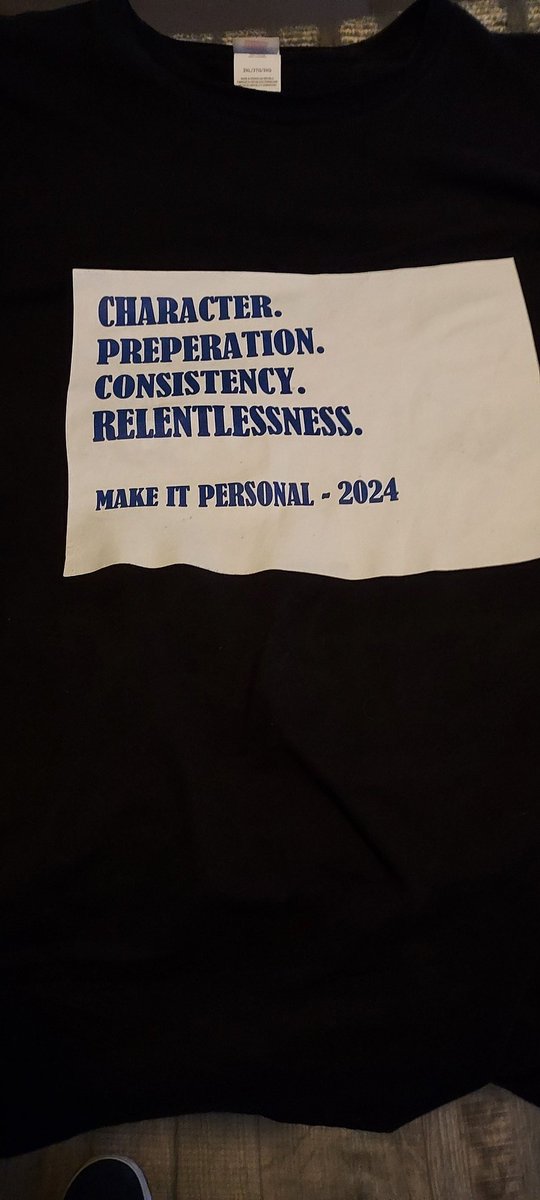 CHARACTER.
PREPERATION.
CONSISTENCY.
RELENTLESSNESS.
MAKE IT PERSONAL - 2024